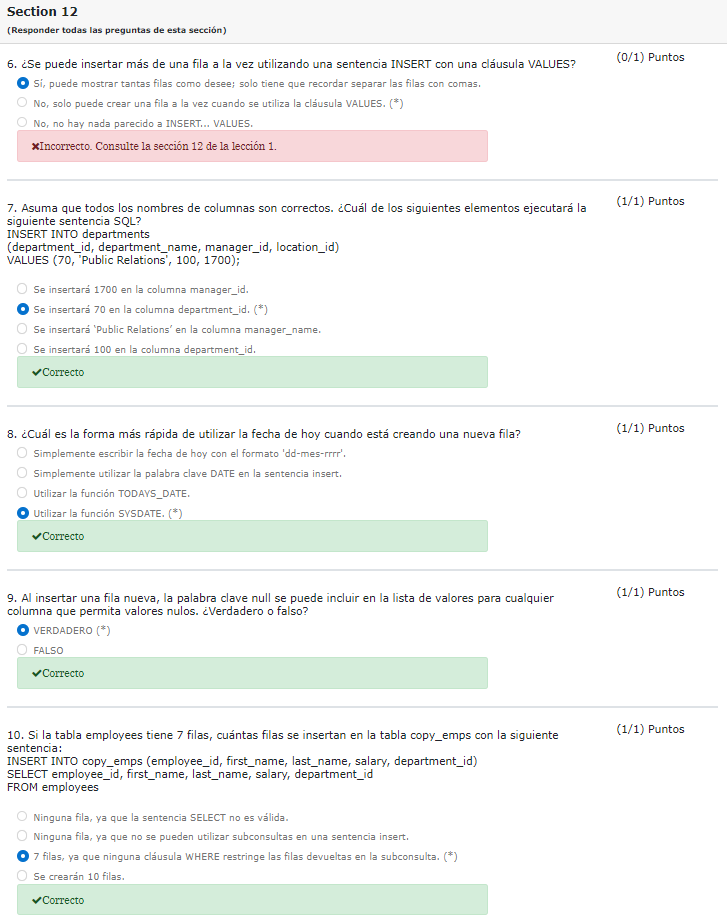 Section 12
(Responder todas las preguntas de esta sección)
6. ¿Se puede insertar más de una fila a la vez utilizando una sentencia INSERT con una cláusula VALUES?
(0/1) Puntos
Sí, puede mostrar tantas filas como desee; solo tiene que recordar separar las filas con comas.
No, solo puede crear una fila a la vez cuando se utiliza la cláusula VALUES. (*)
No, no hay nada parecido a INSERT... VALUES.
✖Incorrecto. Consulte la sección 12 de la lección 1.
7. Asuma que todos los nombres de columnas son correctos. ¿Cuál de los siguientes elementos ejecutará la
siguiente sentencia SQL?
(1/1) Puntos
INSERT INTO departments
(department_id, department_name, manager_id, location_id)
VALUES (70, 'Public Relations', 100, 1700);
Se insertará 1700 en la columna manager_id.
Se insertará 70 en la columna department_id. (*)
Se insertará ‘Public Relations’ en la columna manager_name.
Se insertará 100 en la columna department_id.
✔Correcto
8. ¿Cuál es la forma más rápida de utilizar la fecha de hoy cuando está creando una nueva fila?
(1/1) Puntos
Simplemente escribir la fecha de hoy con el formato 'dd-mes-rrrr'.
Simplemente utilizar la palabra clave DATE en la sentencia insert.
Utilizar la función TODAYS_DATE.
Utilizar la función SYSDATE. (*)
✔Correcto
9. Al insertar una fila nueva, la palabra clave null se puede incluir en la lista de valores para cualquier
columna que permita valores nulos. ¿Verdadero o falso?
(1/1) Puntos
VERDADERO (*)
FALSO
✔Correcto
10. Si la tabla employees tiene 7 filas, cuántas filas se insertan en la tabla copy_emps con la siguiente
sentencia:
(1/1) Puntos
INSERT INTO copy_emps (employee_id, first_name, last_name, salary, department_id)
SELECT employee_id, first_name, last_name, salary, department_id
FROM employees
Ninguna fila, ya que la sentencia SELECT no es válida.
Ninguna fila, ya que no se pueden utilizar subconsultas en una sentencia insert.
7 filas, ya que ninguna cláusula WHERE restringe las filas devueltas en la subconsulta. (*)
Se crearán 10 filas.
✔Correcto